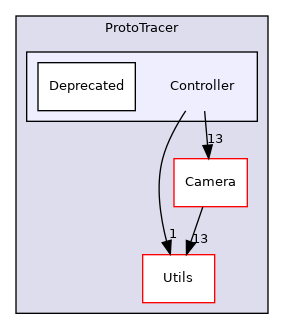 ProtoTracer
Deprecated
Controller
13
Camera
1
13
Utils